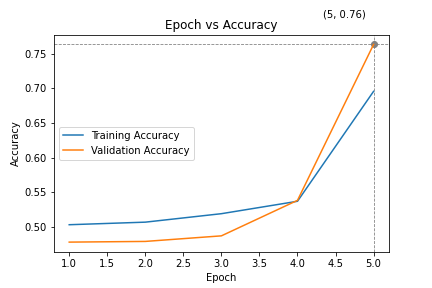 (5, 0.76)
Epoch vs Accuracy
0.75
0.70
0.65
0.60
0.55
0.50
Accuracy
Training Accuracy
Validation Accuracy
1.0 1.5 2.0 2.5 3.0 3.5 4.0 4.5 5.0
Epoch